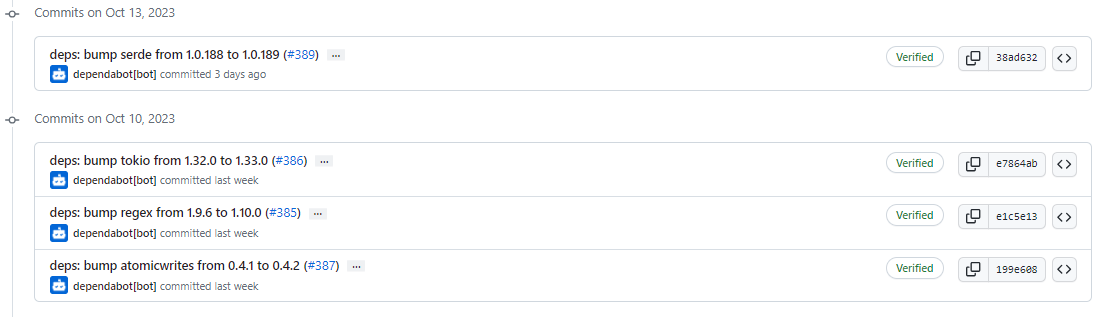 Commits on Oct 13, 2023
deps: bump serde from 1.0.188 to 1.0.189 (#389) ...
Verified
38ad632
dependabot[bot] committed 3 days ago
Commits on Oct 10, 2023
deps: bump tokio from 1.32.0 to 1.33.0 (#386) ...
Verified
e7864ab
dependabot[bot] committed last week
deps: bump regex from 1.9.6 to 1.10.0 (#385) ...
Verified
e1c5e13
dependabot[bot] committed last week
deps: bump atomicwrites from 0.4.1 to 0.4.2 (#387) ...
Verified
199e608
dependabot[bot] committed last week